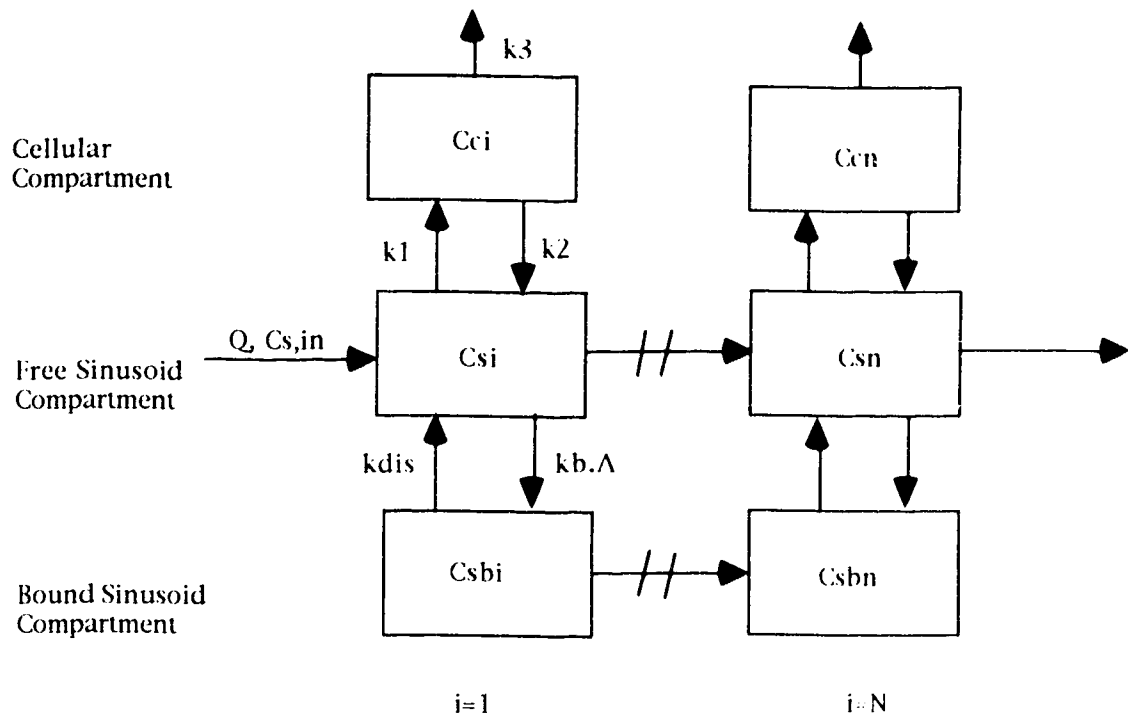 k3
Cellular
Compartment
Cci
Ccn
k1
k2
Q, Cs,in
Free Sinusoid
Compartment
Csi
Csn
kdis
kb.Λ
Bound Sinusoid
Compartment
Csbi
Csbn
i=1
i=N